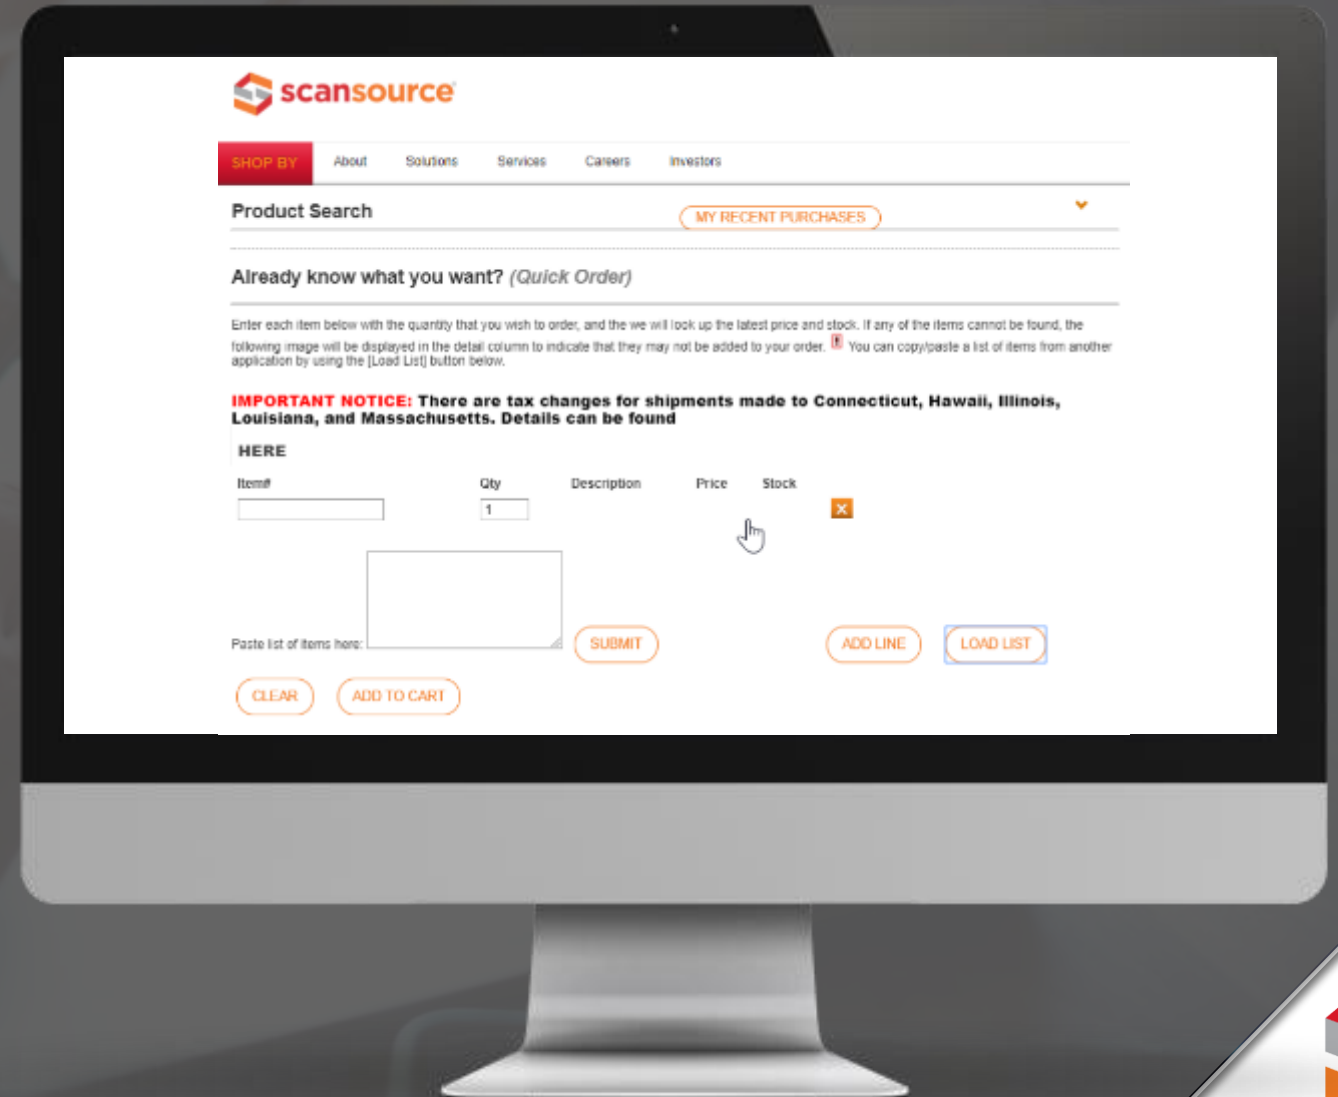 scansource
SHOP BY About Solutions Services Careers Investors
Product Search MY RECENT PURCHASES
Already know what you want? (Quick Order)
Enter each item below with the quantity that you wish to order, and the we will look up the latest price and stock. If any of the items cannot be found, the
following image will be displayed in the detail column to indicate that they may not be added to your order. ! You can copy/paste a list of items from another
application by using the [Load List] button below.
IMPORTANT NOTICE: There are tax changes for shipments made to Connecticut, Hawaii, Illinois,
Louisiana, and Massachusetts. Details can be found
HERE
Item# Qty Description Price Stock
1 X
Paste list of items here: SUBMIT ADD LINE LOAD LIST
CLEAR ADD TO CART